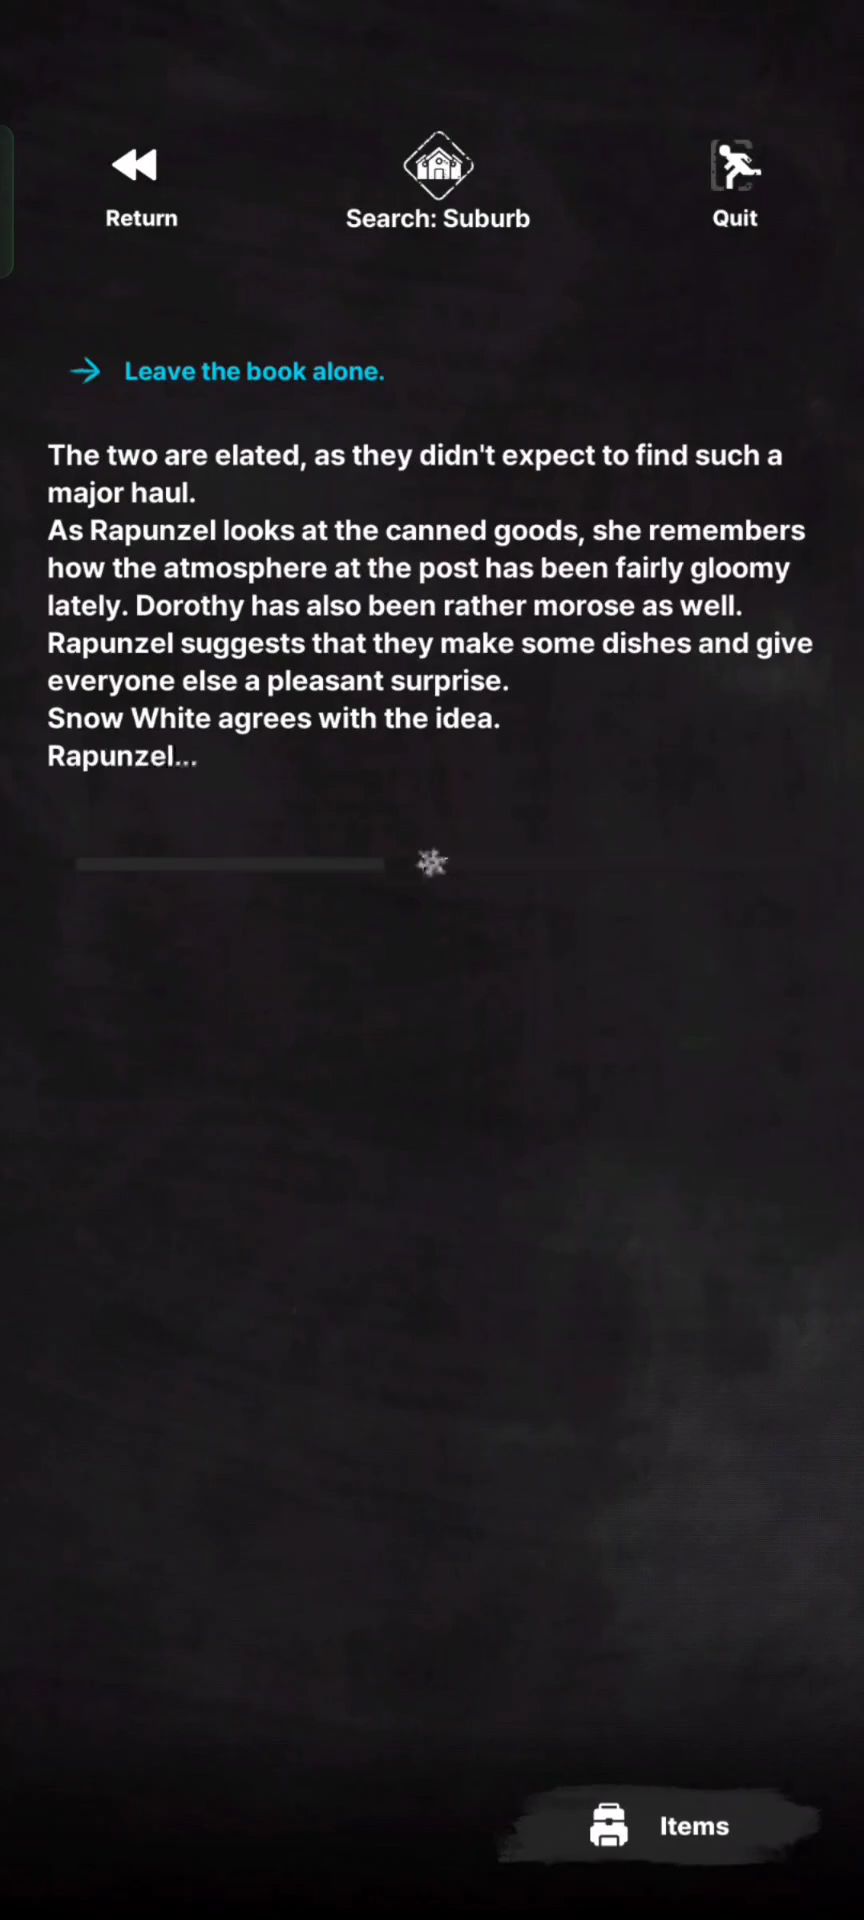 Return
Search: Suburb
Quit
Leave the book alone.
The two are elated, as they didn't expect to find such a
major haul.
As Rapunzel looks at the canned goods, she remembers
how the atmosphere at the post has been fairly gloomy
lately. Dorothy has also been rather morose as well.
Rapunzel suggests that they make some dishes and give
everyone else a pleasant surprise.
Snow White agrees with the idea.
Rapunzel...
Items